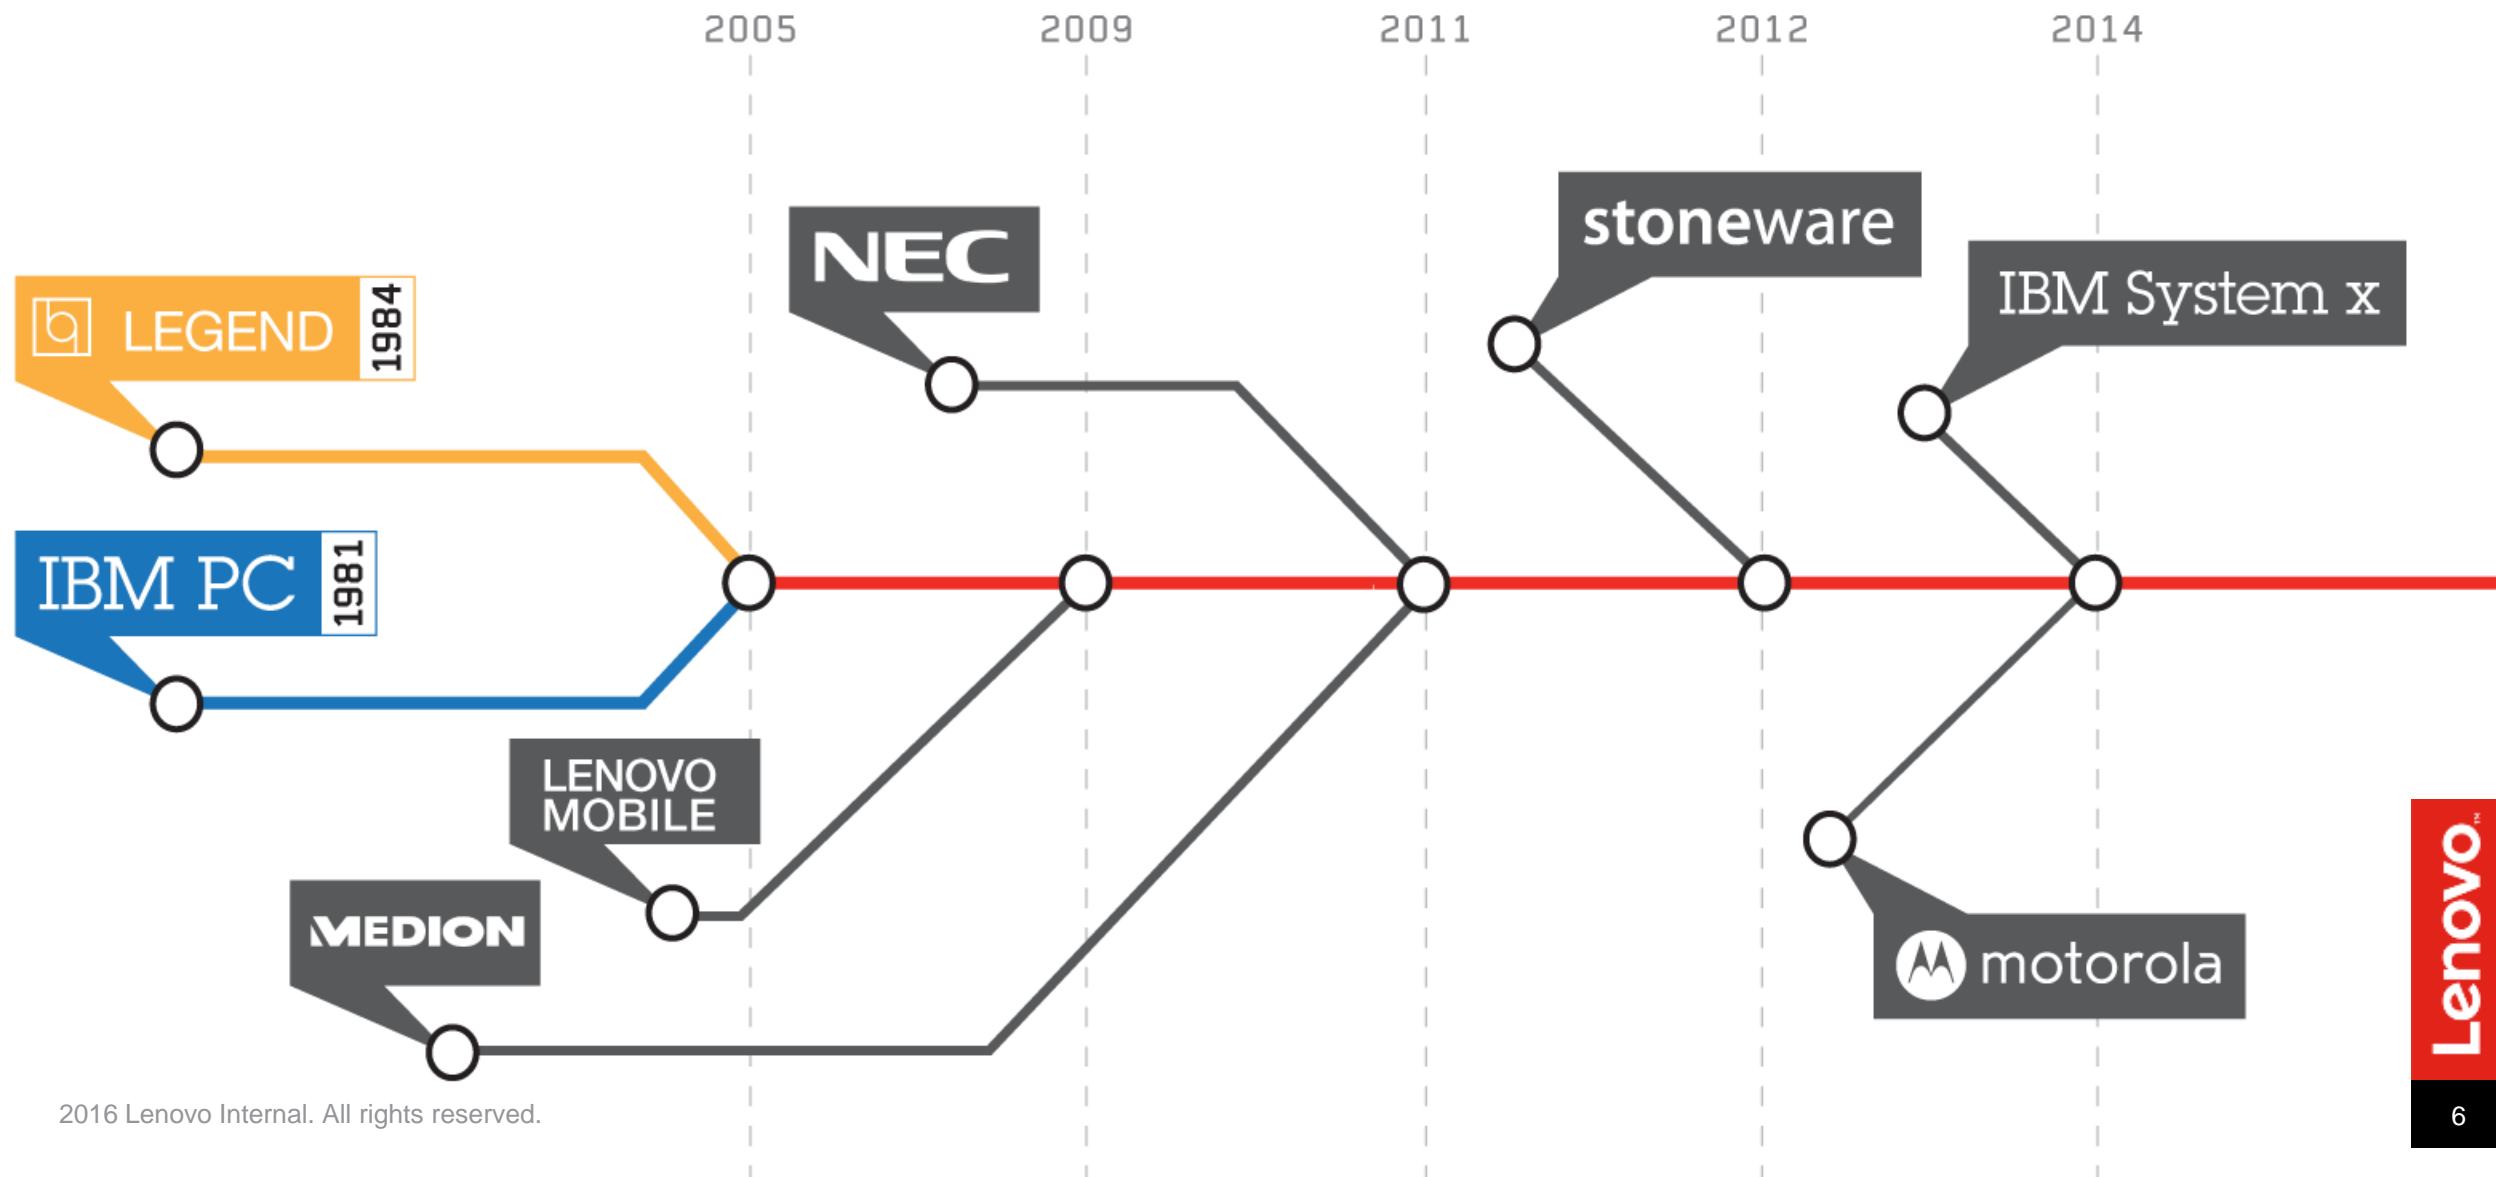 2005 2009 2011 2012 2014
stoneware
NEC
IBM System x
LEGEND 1984
IBM PC 1981
LENOVO
MOBILE
MEDION
motorola
Lenovo™
2016 Lenovo Internal. All rights reserved.
6